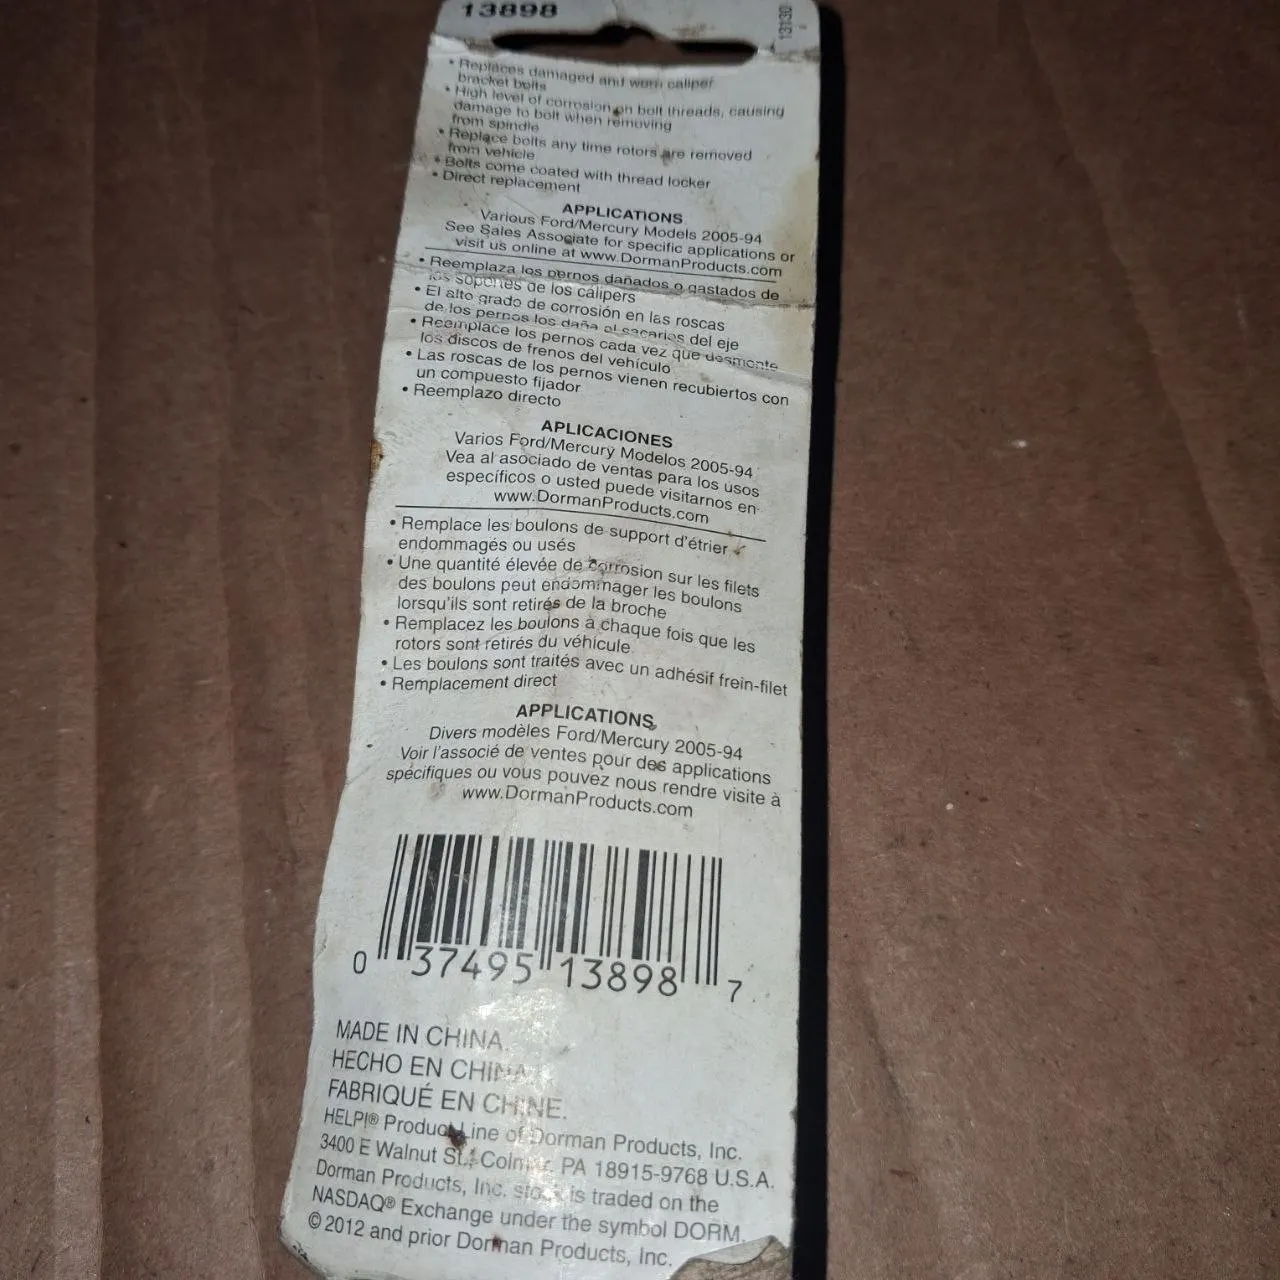 13898
13130
• Replaces damaged and worn caliper
bracket bolts
• High level of corrosion on bolt threads, causing
damage to bolt when removing
from spindle
• Replace bolts any time rotors are removed
from vehicle
• Bolts come coated with thread locker
• Direct replacement
APPLICATIONS
Various Ford/Mercury Models 2005-94
See Sales Associate for specific applications or
visit us online at www.DormanProducts.com
• Reemplaza los pernos dañados o gastados de
los soportes de los cálipers
• El alto grado de corrosión en las roscas
de los pernos los daña al sacarlos del eje
• Reemplace los pernos cada vez que desmonte
los discos de frenos del vehículo
• Las roscas de los pernos vienen recubiertos con
un compuesto fijador
• Reemplazo directo
APLICACIONES
Varios Ford/Mercury Modelos 2005-94
Vea al asociado de ventas para los usos
específicos o usted puede visitarnos en
www.DormanProducts.com
• Remplace les boulons de support d'étrier
endommagés ou usés
• Une quantité élevée de corrosion sur les filets
des boulons peut endommager les boulons
lorsqu'ils sont retirés de la broche
• Remplacez les boulons à chaque fois que les
rotors sont retirés du véhicule.
• Les boulons sont traités avec un adhésif frein-filet
• Remplacement direct
APPLICATIONS
Divers modèles Ford/Mercury 2005-94
Voir l'associé de ventes pour des applications
spécifiques ou vous pouvez nous rendre visite à
www.DormanProducts.com
0 37495 13898 7
MADE IN CHINA.
HECHO EN CHINA.
FABRIQUÉ EN CHINE.
HELP!® Product Line of Dorman Products, Inc.
3400 E Walnut St., Colmar, PA 18915-9768 U.S.A.
Dorman Products, Inc. stock is traded on the
NASDAQ® Exchange under the symbol DORM.
©2012 and prior Dorman Products, Inc.